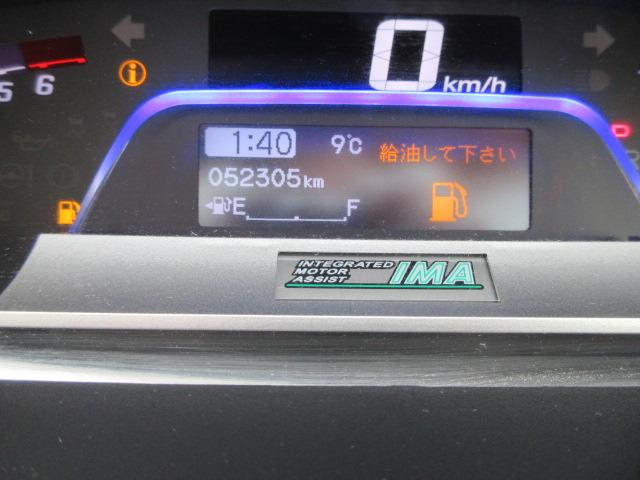 0 km/h
5 6
1:40 9℃ 給油して下さい
052305km
E F
INTEGRATED
MOTOR
ASSIST
IMA